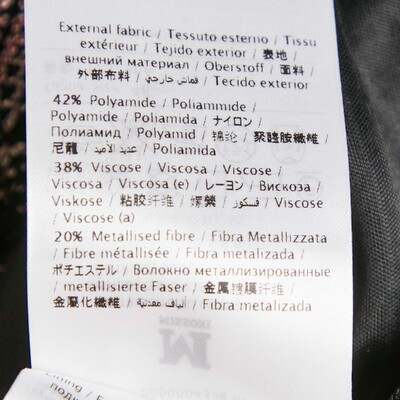 External fabric / Tessuto esterno / Tissu
extérieur / Tejido exterior / 表地 /
внешний материал / Oberstoff / 面料 /
外部布料 / قماش خارجي / Tecido exterior
42% Polyamide / Poliammide /
Polyamide / Poliamida / ナイロン /
Полиамид / Polyamid / 锦纶 / 聚醯胺纖維 /
尼龍 / عبديد الأميد / Poliamida
38% Viscose / Viscosa / Viscose /
Viscosa / Viscosa (e) / レーヨン / Вискоза /
Viskose / 粘胶纤维 / 嫘縈 / فسكوز / Viscose
/ Viscose (a)
20% Metallised fibre / Fibra Metallizzata
/ Fibre métallisée / Fibra metalizada /
ポチエステル / Волокно металлизированные
/ metallisierte Faser / 金属镀膜纤维 /
金屬化纖維 / ألياف معدنية / Fibra metalizada
M
MISSONI
Lining /